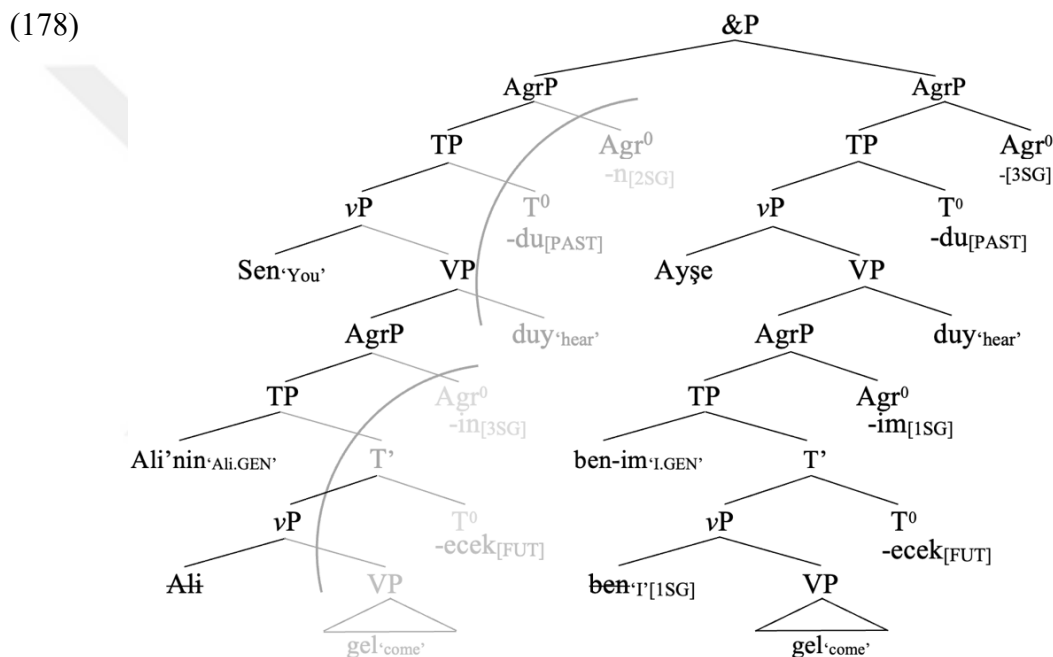 (178)
&P
AgrP AgrP
TP Agr⁰ TP Agr⁰
-n[2SG] -[3SG]
vP T⁰ vP T⁰
-du[PAST] -du[PAST]
Sen‘You’ VP Ayşe VP
AgrP duy‘hear’ AgrP duy‘hear’
TP Agr⁰ TP Agr⁰
-in[3SG] -im[1SG]
Ali’nin‘Ali.GEN’ T’ ben-im‘I.GEN’ T’
vP T⁰ vP T⁰
-ecek[FUT] -ecek[FUT]
Ali VP ben‘I’[1SG] VP
gel‘come’ gel‘come’